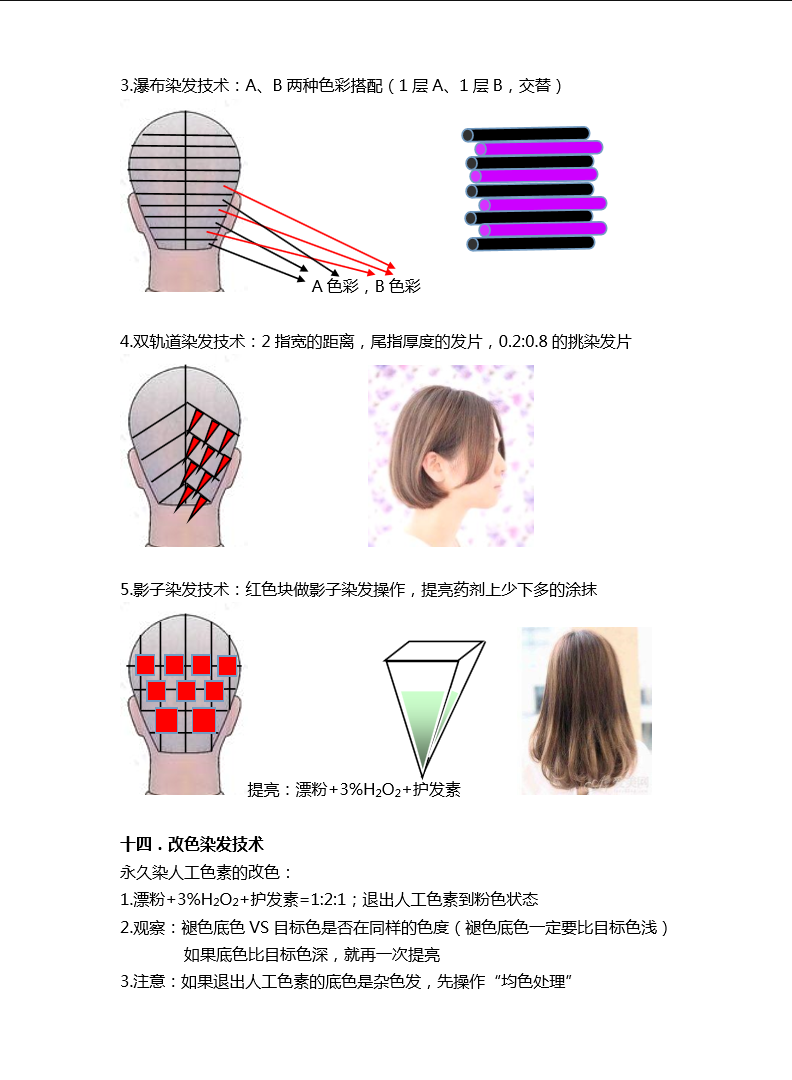 3.瀑布染发技术：A、B两种色彩搭配（1层A、1层B，交替）
A色彩，B色彩
4.双轨道染发技术：2指宽的距离，尾指厚度的发片，0.2:0.8的挑染发片
5.影子染发技术：红色块做影子染发操作，提亮药剂上少下多的涂抹
提亮：漂粉+3%H₂O₂+护发素
十四．改色染发技术
永久染人工色素的改色：
1.漂粉+3%H₂O₂+护发素=1:2:1；退出人工色素到粉色状态
2.观察：褪色底色VS目标色是否在同样的色度（褪色底色一定要比目标色浅）
如果底色比目标色深，就再一次提亮
3.注意：如果退出人工色素的底色是杂色发，先操作“均色处理”